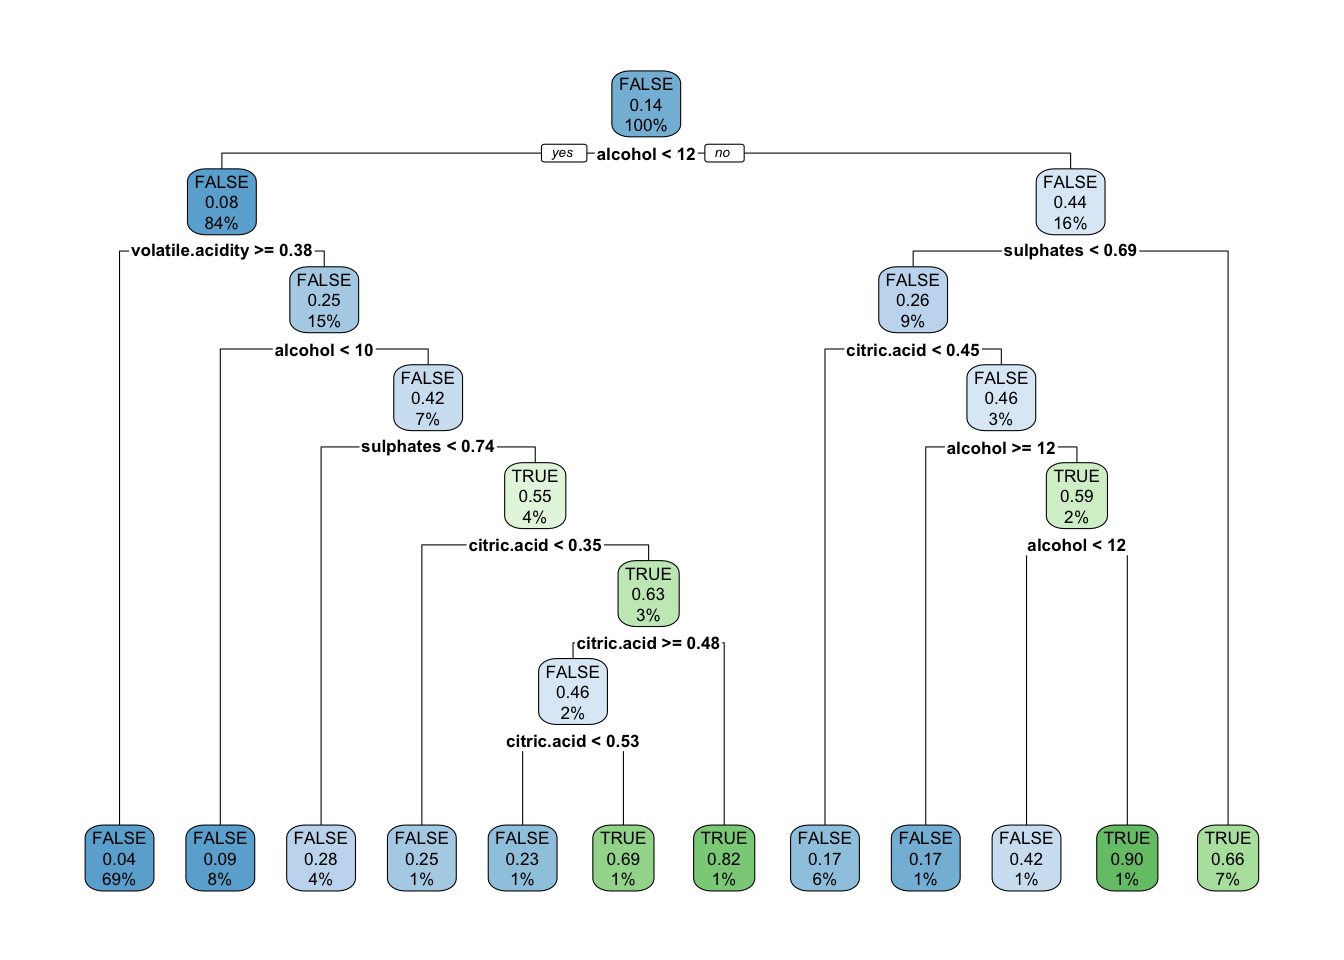 FALSE
0.14
100%
yes
alcohol < 12
no
FALSE
0.08
84%
FALSE
0.44
16%
volatile.acidity >= 0.38
sulphates < 0.69
FALSE
0.25
15%
FALSE
0.26
9%
alcohol < 10
citric.acid < 0.45
FALSE
0.42
7%
FALSE
0.46
3%
sulphates < 0.74
alcohol >= 12
TRUE
0.55
4%
TRUE
0.59
2%
citric.acid < 0.35
alcohol < 12
TRUE
0.63
3%
citric.acid >= 0.48
FALSE
0.46
2%
citric.acid < 0.53
FALSE
0.04
69%
FALSE
0.09
8%
FALSE
0.28
4%
FALSE
0.25
1%
FALSE
0.23
1%
TRUE
0.69
1%
TRUE
0.82
1%
FALSE
0.17
6%
FALSE
0.17
1%
FALSE
0.42
1%
TRUE
0.90
1%
TRUE
0.66
7%